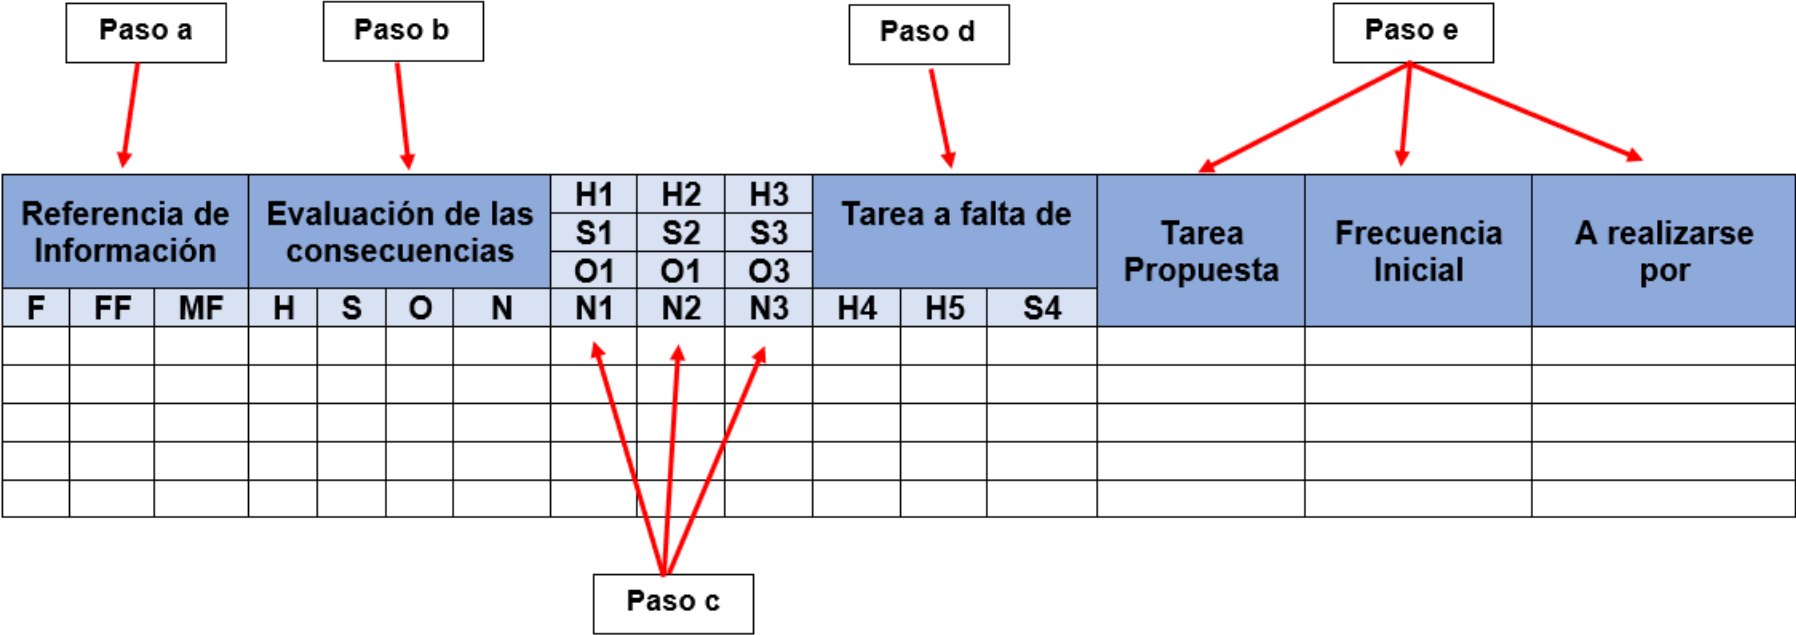 Paso a
Paso b
Paso d
Paso e
Referencia de
Información
Evaluación de las
consecuencias
H1 H2 H3
S1 S2 S3
O1 O1 O3
Tarea a falta de
Tarea
Propuesta
Frecuencia
Inicial
A realizarse
por
F FF MF H S O N N1 N2 N3 H4 H5 S4
Paso c